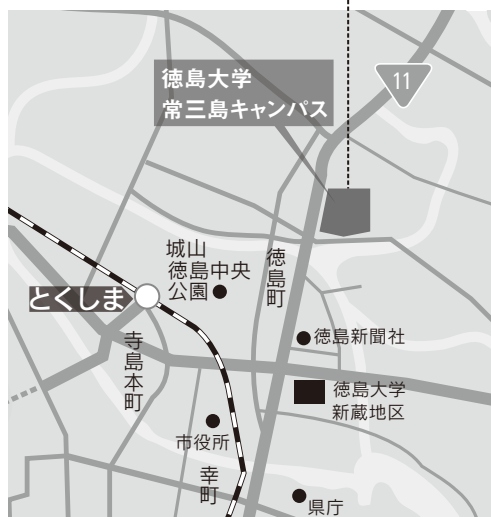 徳島大学
常三島キャンパス
11
城山
徳島中央
公園
徳島町
とくしま
寺島本町
徳島新聞社
徳島大学
新蔵地区
市役所
幸町
県庁